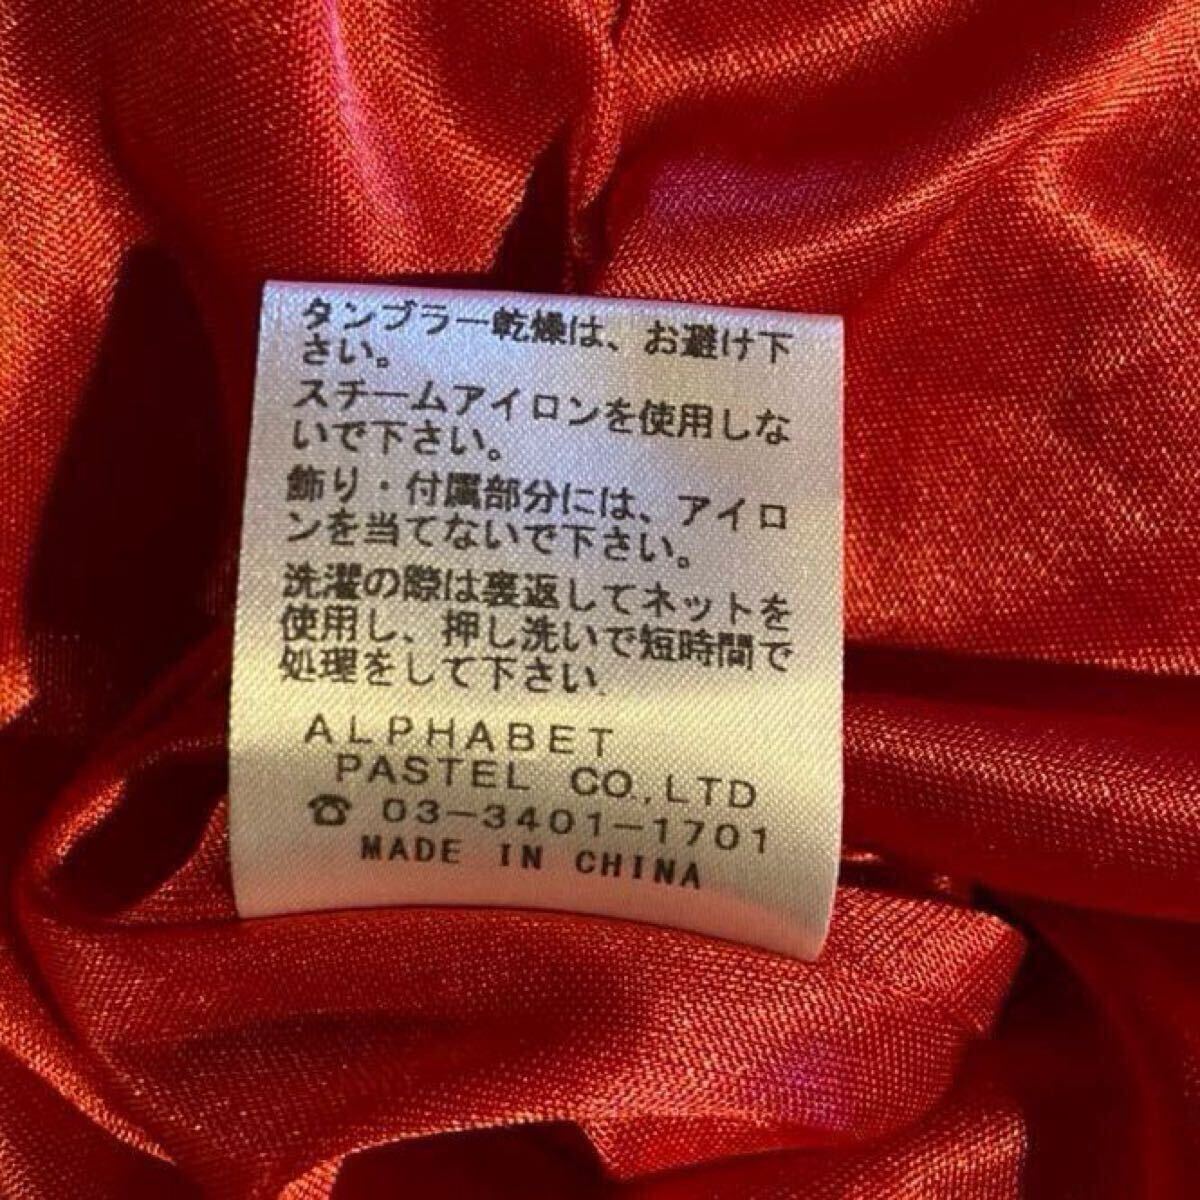 タンブラー乾燥は、お避け下
さい。
スチームアイロンを使用しな
いで下さい。
飾り・付属部分には、アイロ
ンを当てないで下さい。
洗濯の際は裏返してネットを
使用し、押し洗いで短時間で
処理をして下さい.
ALPHABET
PASTEL CO.,LTD
☎ 03-3401-1701
MADE IN CHINA